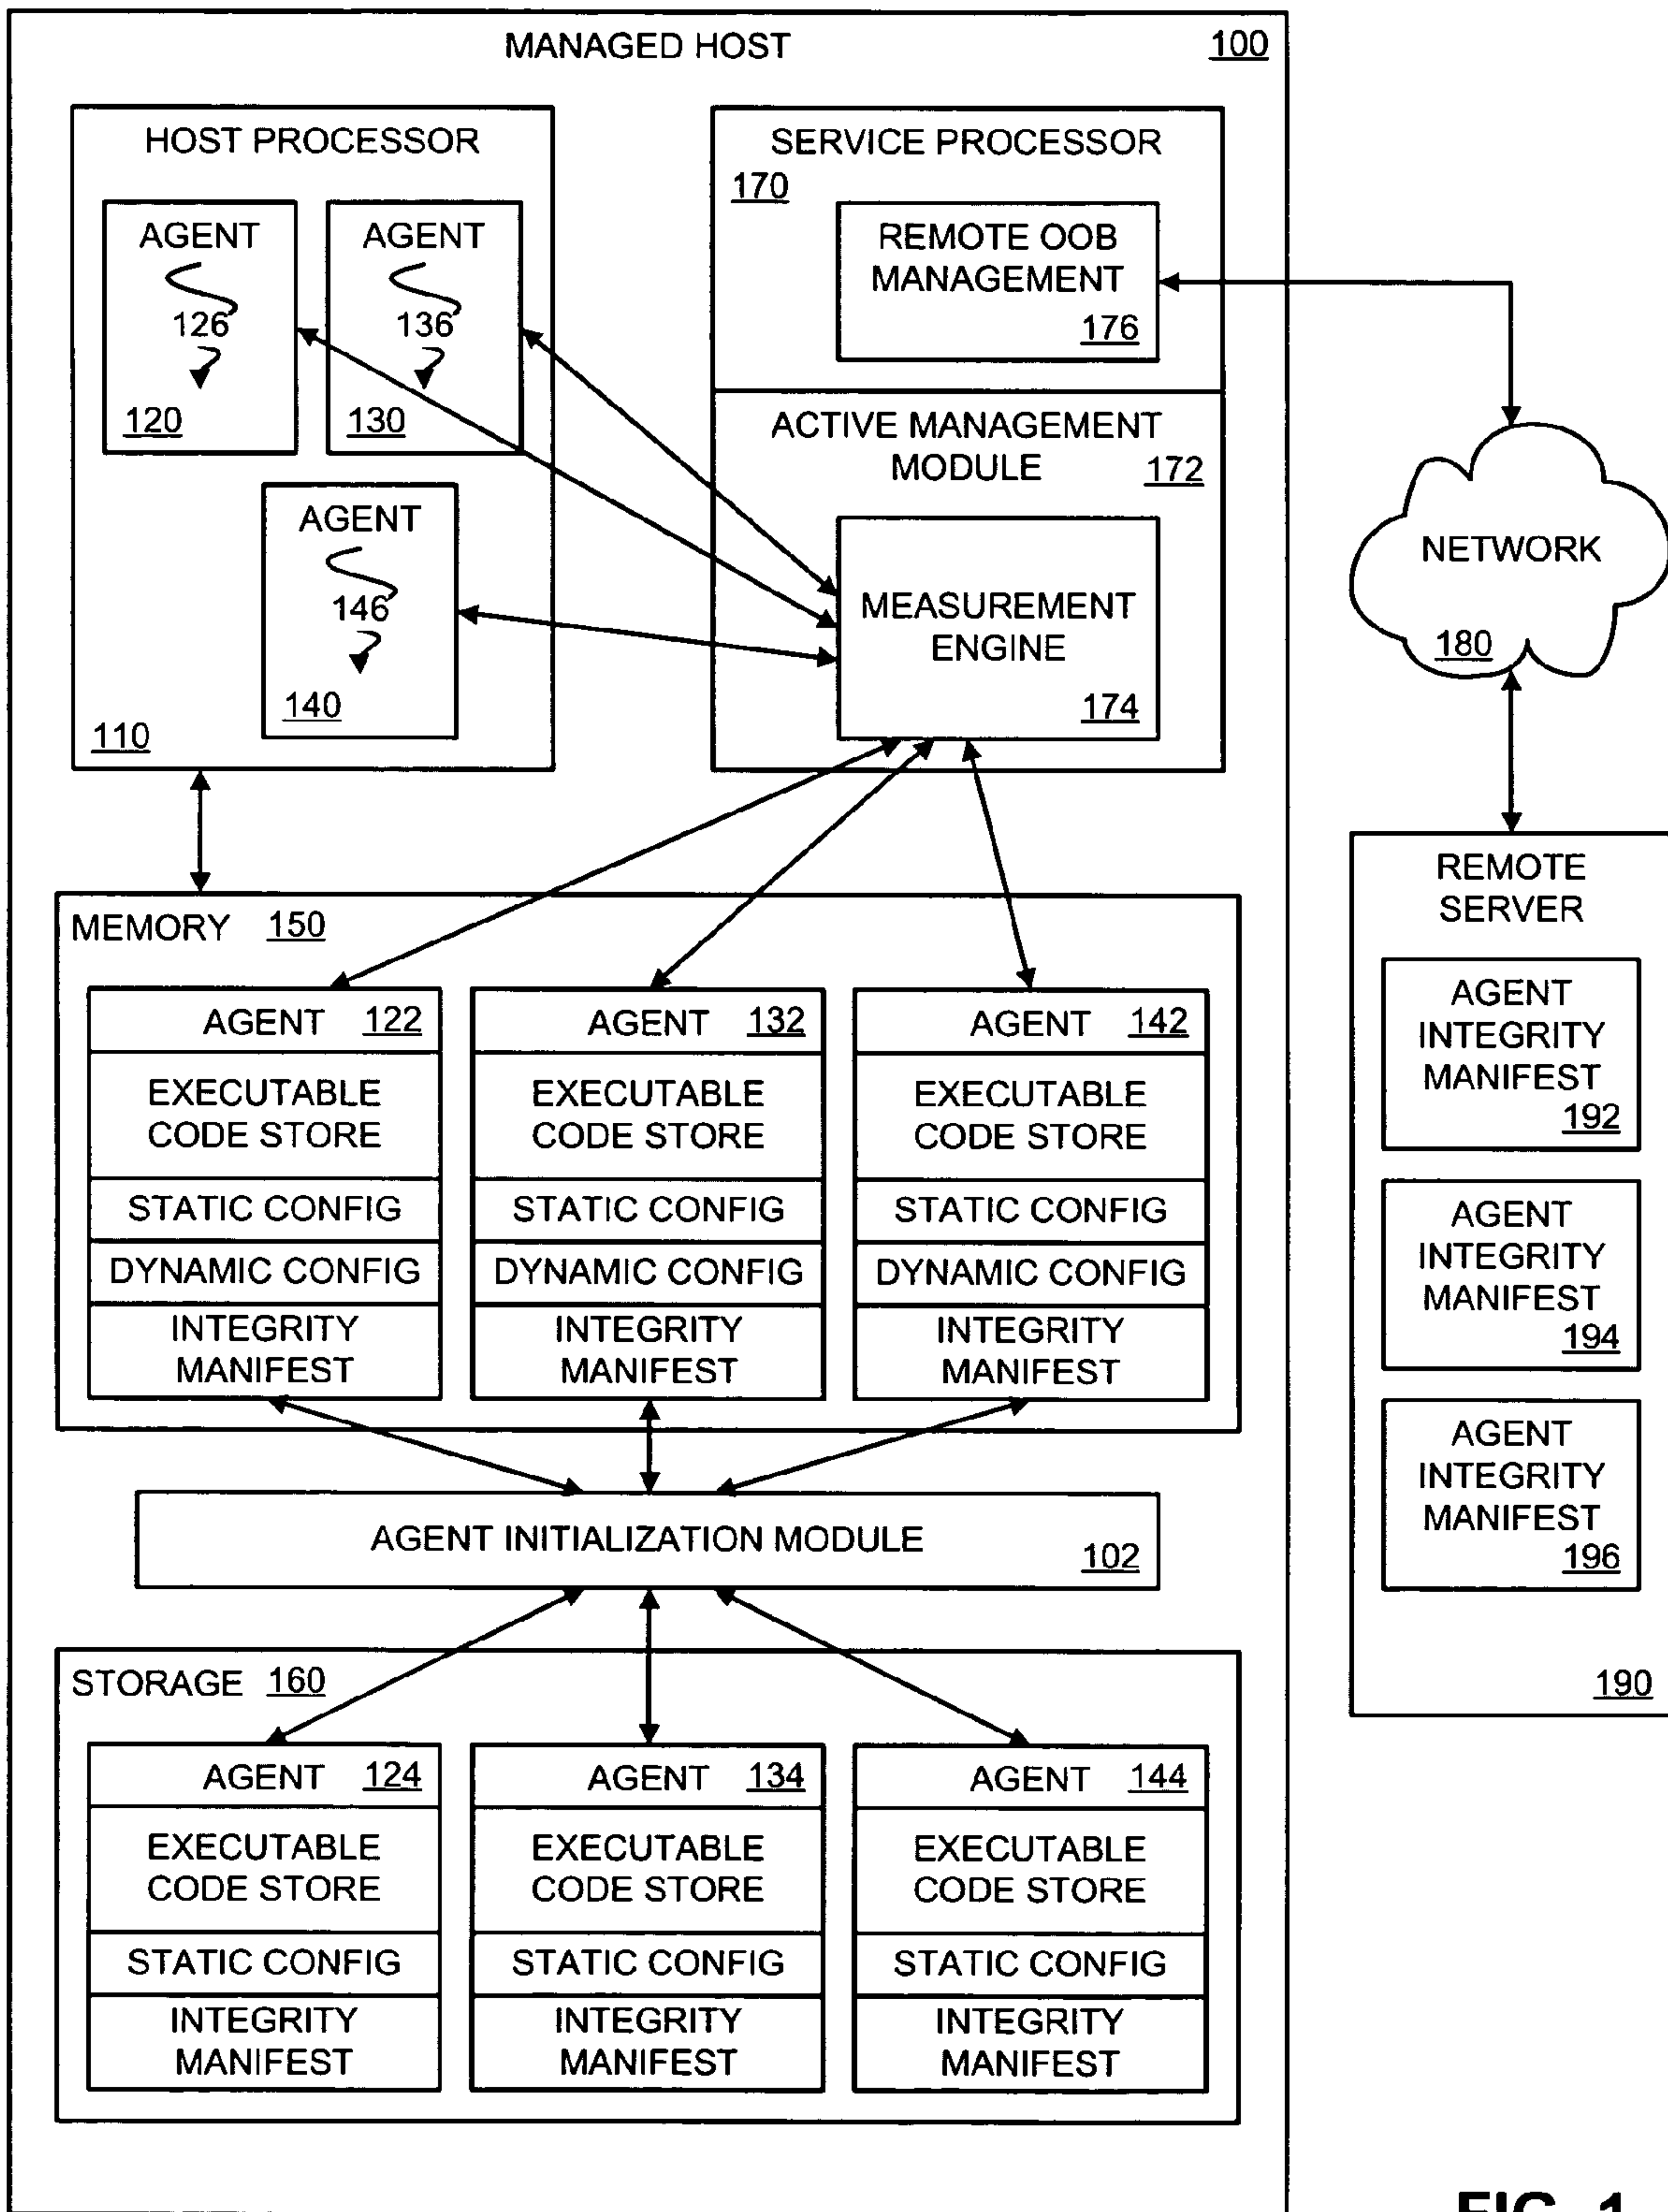 MANAGED HOST 100
HOST PROCESSOR
AGENT
126
120
AGENT
136
130
AGENT
146
140
110
SERVICE PROCESSOR
170
REMOTE OOB
MANAGEMENT
176
ACTIVE MANAGEMENT
MODULE 172
MEASUREMENT
ENGINE
174
NETWORK
180
REMOTE
SERVER
AGENT
INTEGRITY
MANIFEST
192
AGENT
INTEGRITY
MANIFEST
194
AGENT
INTEGRITY
MANIFEST
196
190
MEMORY 150
AGENT 122
EXECUTABLE
CODE STORE
STATIC CONFIG
DYNAMIC CONFIG
INTEGRITY
MANIFEST
AGENT 132
EXECUTABLE
CODE STORE
STATIC CONFIG
DYNAMIC CONFIG
INTEGRITY
MANIFEST
AGENT 142
EXECUTABLE
CODE STORE
STATIC CONFIG
DYNAMIC CONFIG
INTEGRITY
MANIFEST
AGENT INITIALIZATION MODULE 102
STORAGE 160
AGENT 124
EXECUTABLE
CODE STORE
STATIC CONFIG
INTEGRITY
MANIFEST
AGENT 134
EXECUTABLE
CODE STORE
STATIC CONFIG
INTEGRITY
MANIFEST
AGENT 144
EXECUTABLE
CODE STORE
STATIC CONFIG
INTEGRITY
MANIFEST
FIG. 1